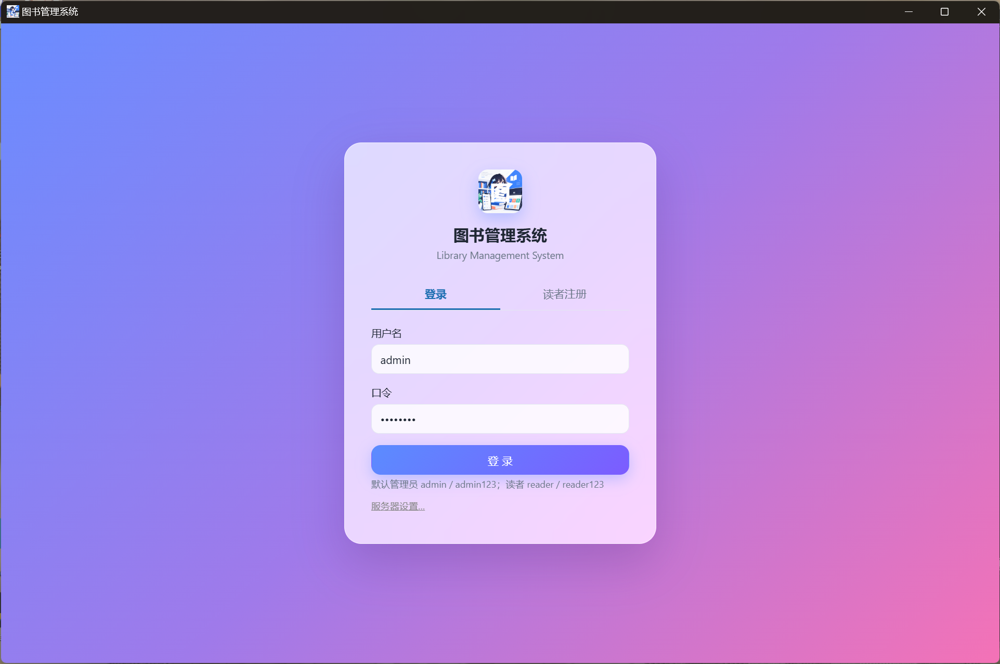 图书管理系统
图书管理系统
Library Management System
登录
读者注册
用户名
admin
口令
••••••••
登 录
默认管理员 admin / admin123；读者 reader / reader123
服务器设置...